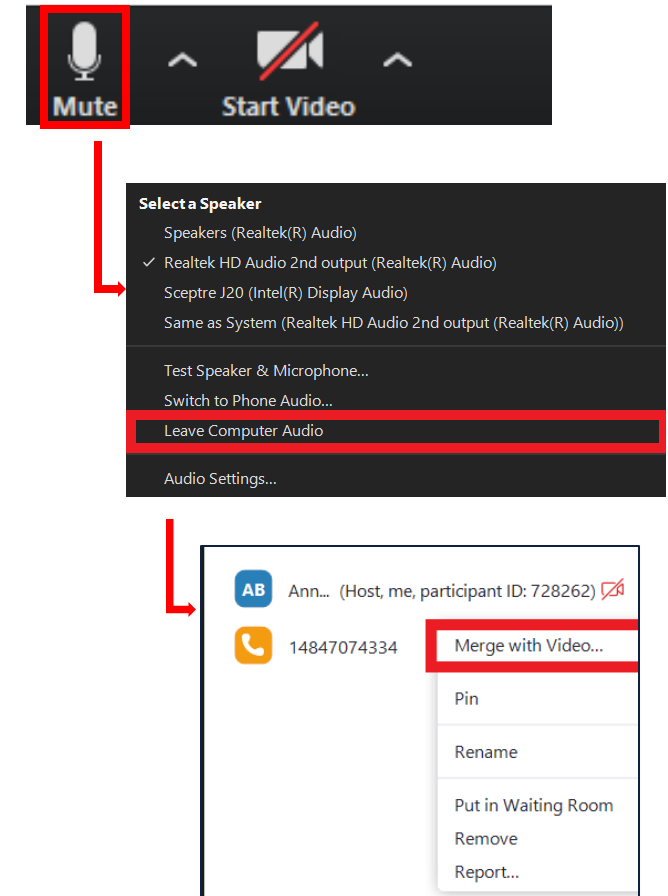 Mute
Start Video
Select a Speaker
Speakers (Realtek(R) Audio)
Realtek HD Audio 2nd output (Realtek(R) Audio)
Sceptre J20 (Intel(R) Display Audio)
Same as System (Realtek HD Audio 2nd output (Realtek(R) Audio))
Test Speaker & Microphone...
Switch to Phone Audio...
Leave Computer Audio
Audio Settings...
AB Ann... (Host, me, participant ID: 728262)
14847074334
Merge with Video...
Pin
Rename
Put in Waiting Room
Remove
Report...